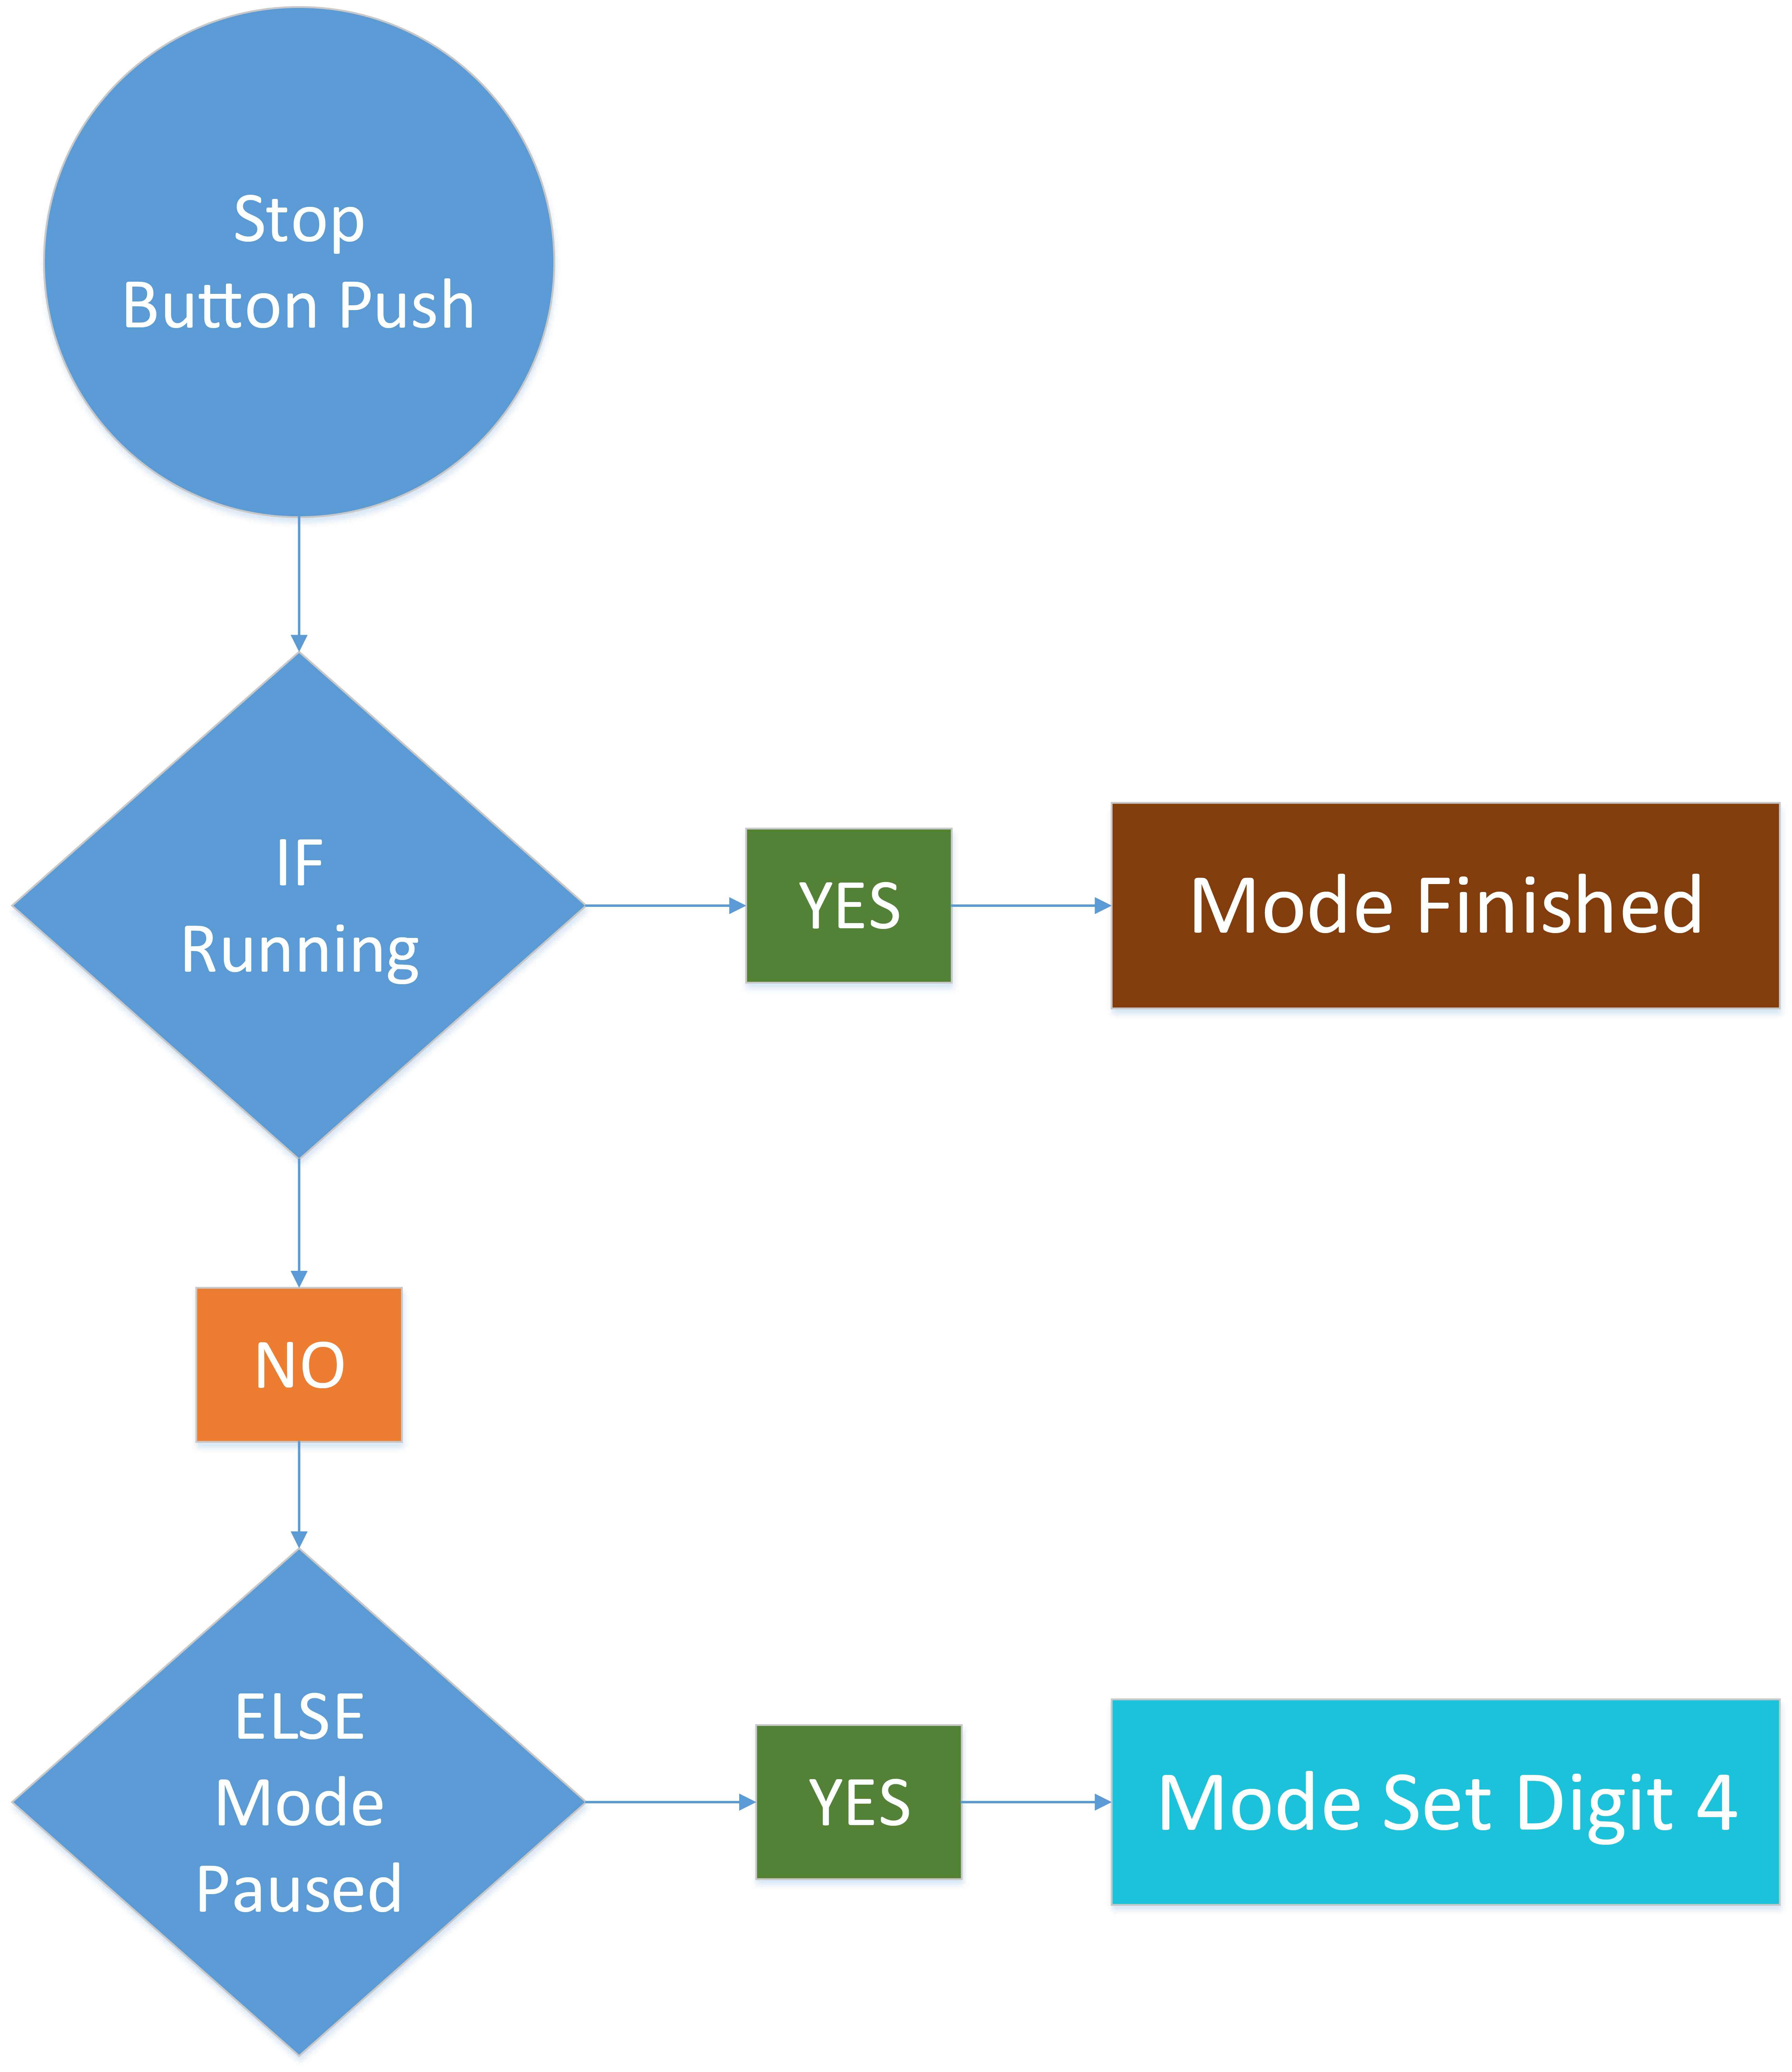 Stop
Button Push
IF
Running
YES
Mode Finished
NO
ELSE
Mode
Paused
YES
Mode Set Digit 4